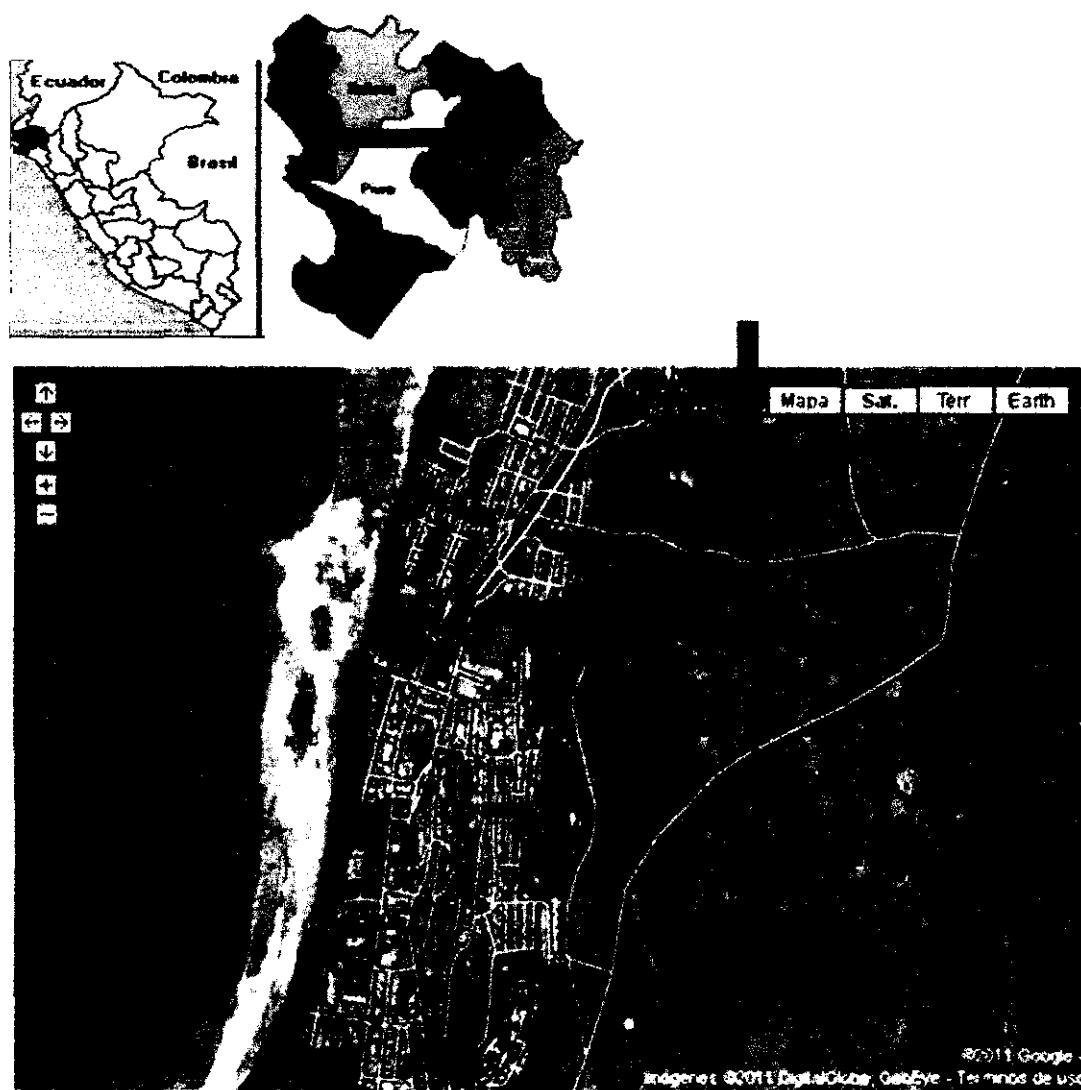 Ecuador
Colombia
Brasil
Piura
Mapa
Sat.
Terr
Earth
©2011 Google -
Imágenes ©2011 DigitalGlobe, GeoEye - Términos de uso